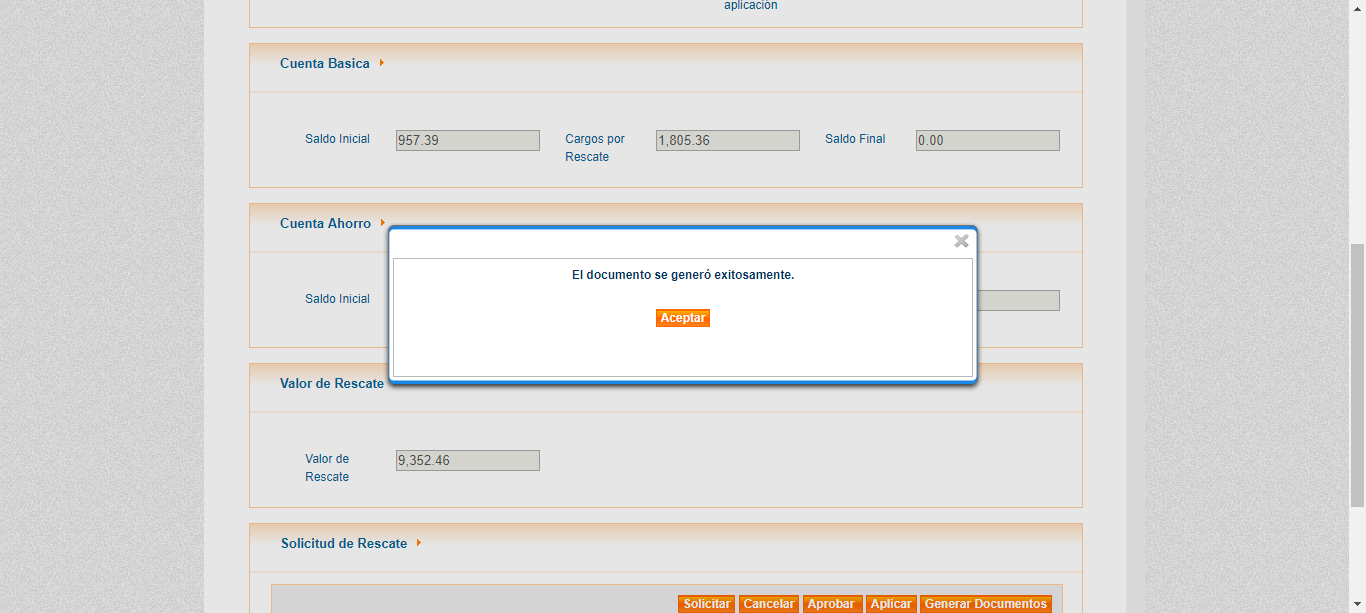 aplicación
Cuenta Basica
Saldo Inicial
957.39
Cargos por
Rescate
1,805.36
Saldo Final
0.00
Cuenta Ahorro
El documento se generó exitosamente.
Saldo Inicial
Aceptar
Valor de Rescate
Valor de
Rescate
9,352.46
Solicitud de Rescate
Solicitar Cancelar Aprobar Aplicar Generar Documentos